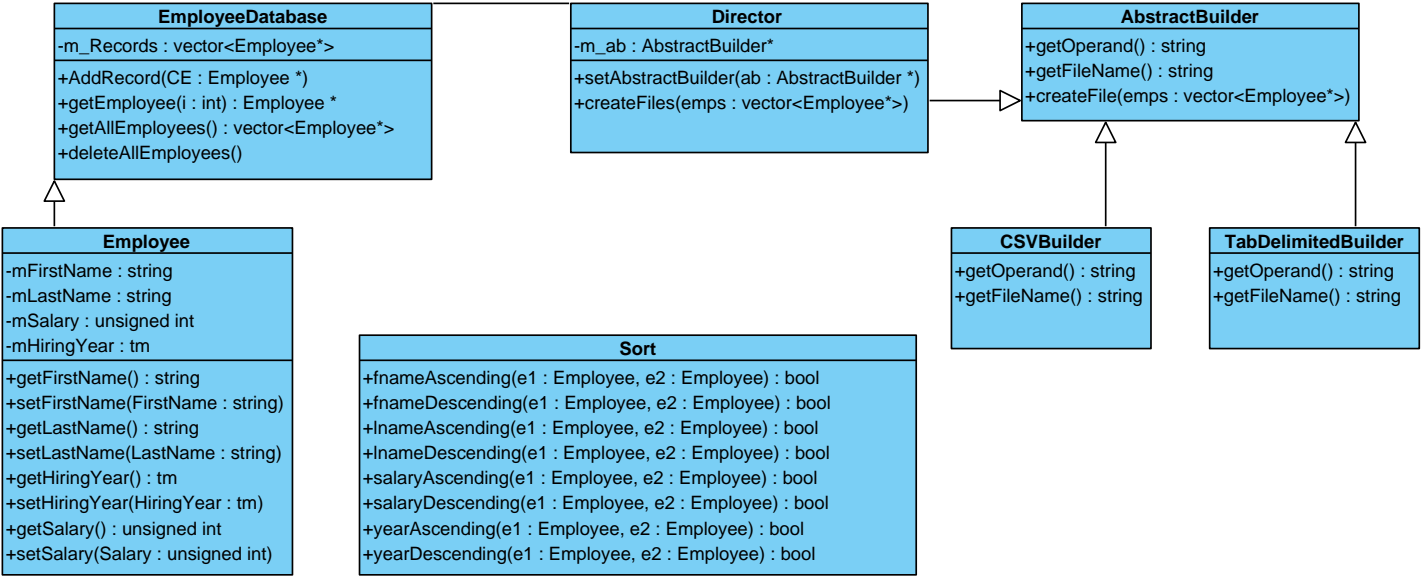 EmployeeDatabase
-m_Records : vector<Employee*>
+AddRecord(CE : Employee *)
+getEmployee(i : int) : Employee *
+getAllEmployees() : vector<Employee*>
+deleteAllEmployees()
Director
-m_ab : AbstractBuilder*
+setAbstractBuilder(ab : AbstractBuilder *)
+createFiles(emps : vector<Employee*>)
AbstractBuilder
+getOperand() : string
+getFileName() : string
+createFile(emps : vector<Employee*>)
Employee
-mFirstName : string
-mLastName : string
-mSalary : unsigned int
-mHiringYear : tm
+getFirstName() : string
+setFirstName(FirstName : string)
+getLastName() : string
+setLastName(LastName : string)
+getHiringYear() : tm
+setHiringYear(HiringYear : tm)
+getSalary() : unsigned int
+setSalary(Salary : unsigned int)
Sort
+fnameAscending(e1 : Employee, e2 : Employee) : bool
+fnameDescending(e1 : Employee, e2 : Employee) : bool
+lnameAscending(e1 : Employee, e2 : Employee) : bool
+lnameDescending(e1 : Employee, e2 : Employee) : bool
+salaryAscending(e1 : Employee, e2 : Employee) : bool
+salaryDescending(e1 : Employee, e2 : Employee) : bool
+yearAscending(e1 : Employee, e2 : Employee) : bool
+yearDescending(e1 : Employee, e2 : Employee) : bool
CSVBuilder
+getOperand() : string
+getFileName() : string
TabDelimitedBuilder
+getOperand() : string
+getFileName() : string